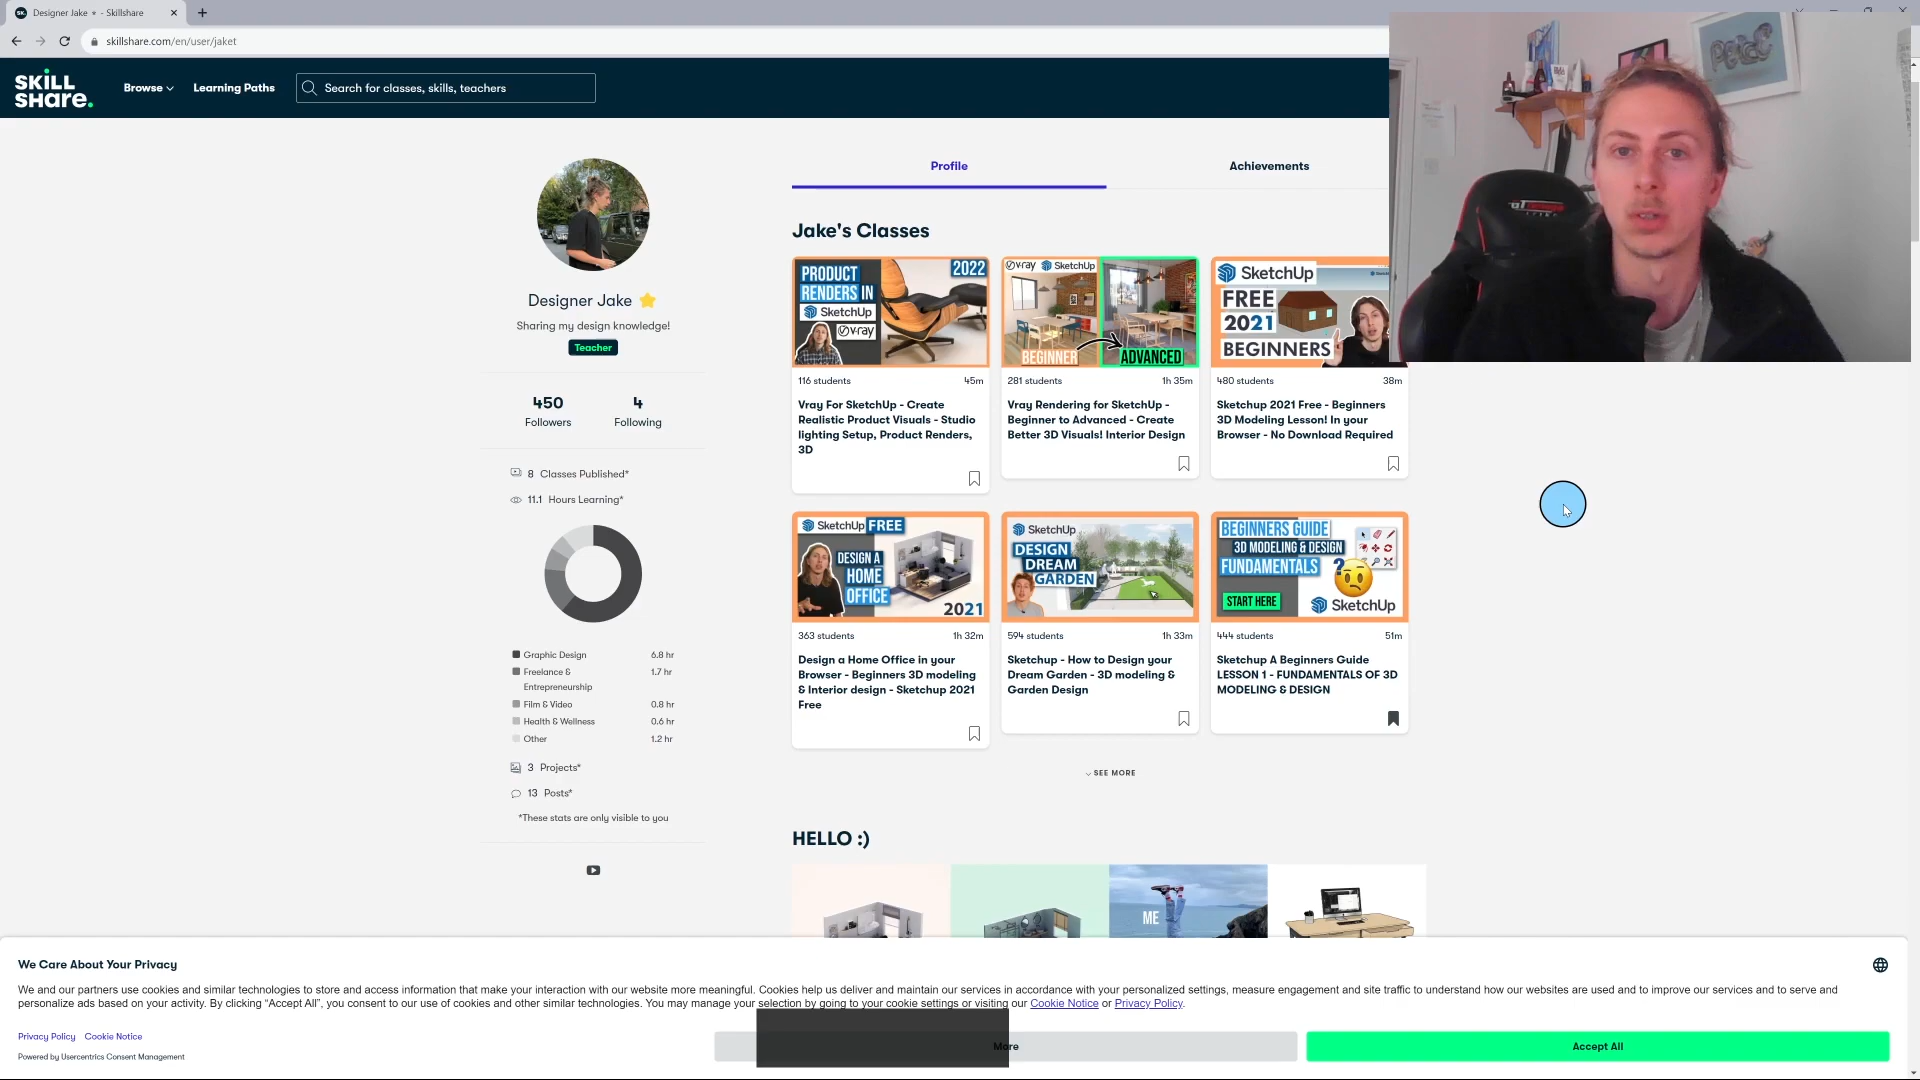 Designer Jake ★ - Skillshare
skillshare.com/en/user/jaket
SKILL
SHARE.
Browse
Learning Paths
Search for classes, skills, teachers
Designer Jake
Sharing my design knowledge!
Teacher
450
Followers
4
Following
8 Classes Published*
11.1 Hours Learning*
Graphic Design 6.8 hr
Freelance & 1.7 hr
Entrepreneurship
Film & Video 0.8 hr
Health & Wellness 0.6 hr
Other 1.2 hr
3 Projects*
13 Posts*
*These stats are only visible to you
Profile
Achievements
Jake's Classes
PRODUCT
RENDERS IN
SketchUp
v-ray
2022
116 students 45m
Vray For SketchUp - Create
Realistic Product Visuals - Studio
lighting Setup, Product Renders,
3D
v-ray SketchUp
BEGINNER
ADVANCED
281 students 1h 35m
Vray Rendering for SketchUp -
Beginner to Advanced - Create
Better 3D Visuals! Interior Design
SketchUp
FREE
2021
BEGINNERS
480 students 38m
Sketchup 2021 Free - Beginners
3D Modeling Lesson! In your
Browser - No Download Required
SketchUp FREE
DESIGN A
HOME
OFFICE
2021
363 students 1h 32m
Design a Home Office in your
Browser - Beginners 3D modeling
& Interior design - Sketchup 2021
Free
SketchUp
DESIGN
DREAM
GARDEN
594 students 1h 33m
Sketchup - How to Design your
Dream Garden - 3D modeling &
Garden Design
BEGINNERS GUIDE
3D MODELING & DESIGN
FUNDAMENTALS
?
START HERE
SketchUp
444 students 51m
Sketchup A Beginners Guide
LESSON 1 - FUNDAMENTALS OF 3D
MODELING & DESIGN
SEE MORE
HELLO :)
ME
We Care About Your Privacy
We and our partners use cookies and similar technologies to store and access information that make your interaction with our website more meaningful. Cookies help us deliver and maintain our services in accordance with your personalized settings, measure engagement and site traffic to understand how our websites are used and to improve our services and to serve and
personalize ads based on your activity. By clicking "Accept All", you consent to our use of cookies and other similar technologies. You may manage your selection by going to your cookie settings or visiting our Cookie Notice or Privacy Policy.
Privacy Policy Cookie Notice
Powered by Usercentrics Consent Management
More
Accept All